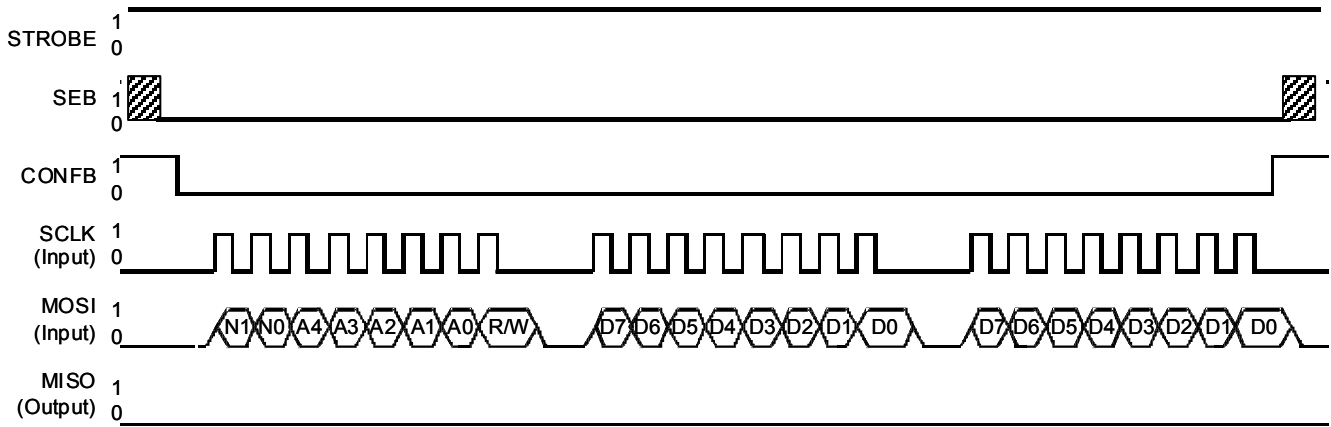 STROBE 1
0
SEB 1
0
CONFB 1
0
SCLK 1
(Input) 0
MOSI 1
(Input) 0
N1 N0 A4 A3 A2 A1 A0 R/W D7 D6 D5 D4 D3 D2 D1 D0 D7 D6 D5 D4 D3 D2 D1 D0
MISO 1
(Output) 0